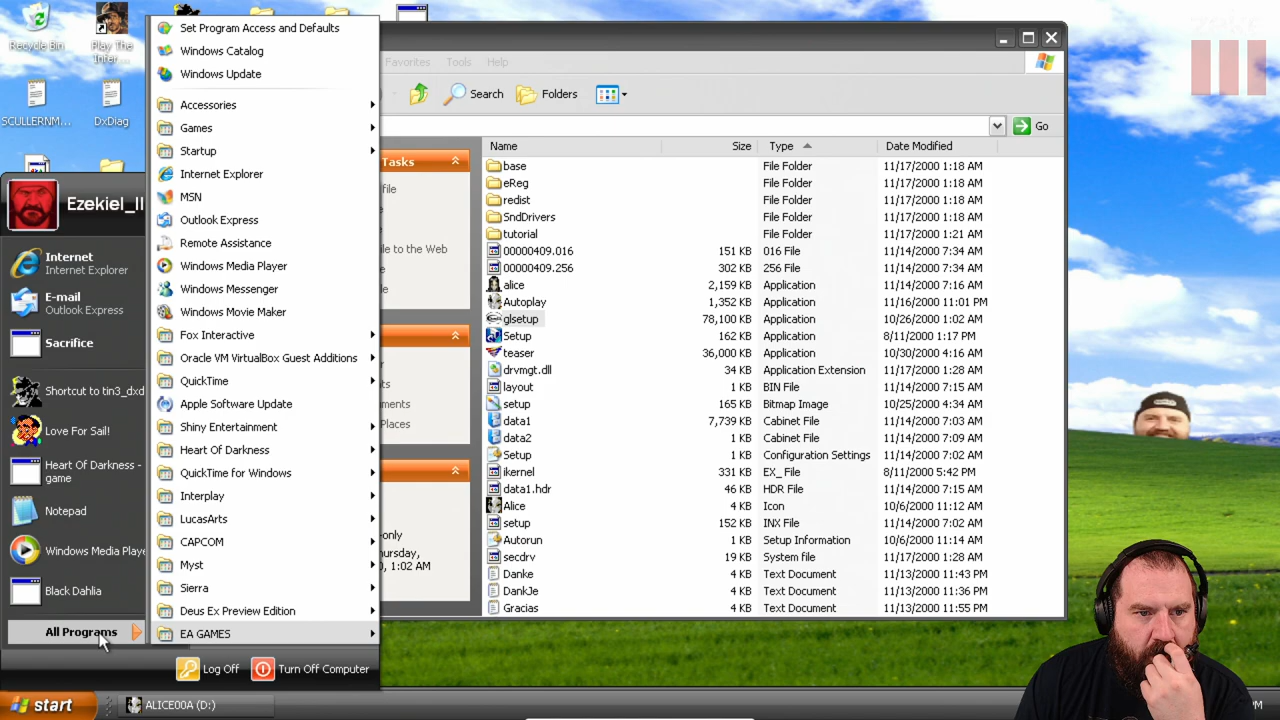 Recycle Bin
Play The
Infer...
SCULLERNM...
DxDiag
Ezekiel_II
Internet
Internet Explorer
E-mail
Outlook Express
Sacrifice
Shortcut to tin3_dxd
Love For Sail!
Heart Of Darkness -
game
Notepad
Windows Media Playe
Black Dahlia
All Programs
Set Program Access and Defaults
Windows Catalog
Windows Update
Accessories
Games
Startup
Internet Explorer
MSN
Outlook Express
Remote Assistance
Windows Media Player
Windows Messenger
Windows Movie Maker
Fox Interactive
Oracle VM VirtualBox Guest Additions
QuickTime
Apple Software Update
Shiny Entertainment
Heart Of Darkness
QuickTime for Windows
Interplay
LucasArts
CAPCOM
Myst
Sierra
Deus Ex Preview Edition
EA GAMES
Log Off
Turn Off Computer
Favorites Tools Help
Search
Folders
Go
Tasks
file
le to the Web
ments
Places
-only
, 1:02 AM
Name Size Type Date Modified
base File Folder 11/17/2000 1:18 AM
eReg File Folder 11/17/2000 1:18 AM
redist File Folder 11/17/2000 1:18 AM
SndDrivers File Folder 11/17/2000 1:18 AM
tutorial File Folder 11/17/2000 1:21 AM
00000409.016 151 KB 016 File 11/14/2000 7:34 AM
00000409.256 302 KB 256 File 11/14/2000 7:34 AM
alice 2,159 KB Application 11/14/2000 7:16 AM
Autoplay 1,352 KB Application 11/16/2000 11:01 PM
glsetup 78,100 KB Application 10/26/2000 1:02 AM
Setup 162 KB Application 8/11/2000 1:17 PM
teaser 36,000 KB Application 10/30/2000 4:16 AM
drvmgt.dll 34 KB Application Extension 11/17/2000 1:28 AM
layout 1 KB BIN File 11/14/2000 7:15 AM
setup 165 KB Bitmap Image 10/25/2000 4:34 AM
data1 7,739 KB Cabinet File 11/14/2000 7:03 AM
data2 1 KB Cabinet File 11/14/2000 7:09 AM
Setup 1 KB Configuration Settings 11/14/2000 7:02 AM
ikernel 331 KB EX_ File 8/11/2000 5:42 PM
data1.hdr 46 KB HDR File 11/14/2000 7:15 AM
Alice 4 KB Icon 10/6/2000 11:12 AM
setup 152 KB INX File 11/14/2000 7:02 AM
Autorun 1 KB Setup Information 10/6/2000 11:14 AM
secdrv 19 KB System file 11/17/2000 1:28 AM
Danke 4 KB Text Document 11/13/2000 11:43 PM
DankJe 4 KB Text Document 11/13/2000 11:36 PM
Gracias 4 KB Text Document 11/13/2000 11:55 PM
start
ALICE00A (D:)